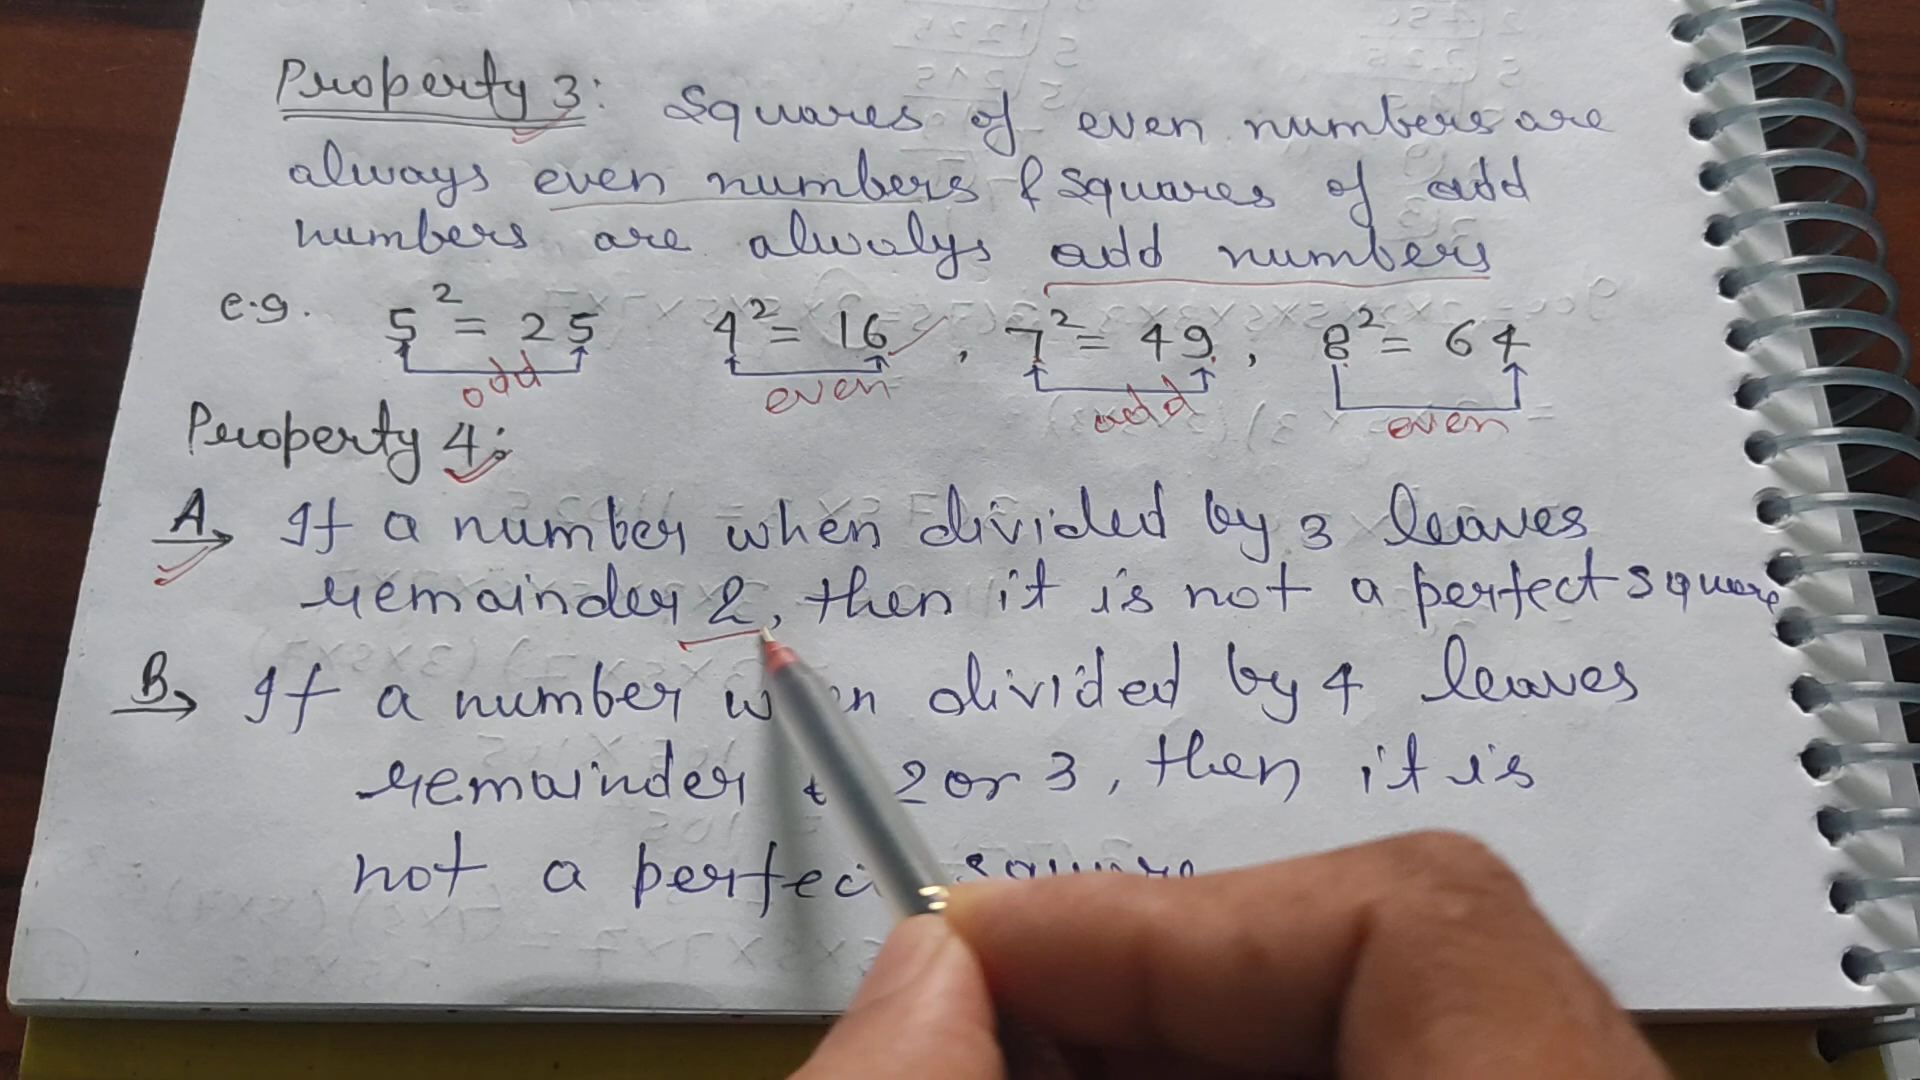 Property 3: Squares of even numbers are
always even numbers & squares of odd
numbers are alwalys odd numbers
e.g. 5² = 25 4² = 16, 7² = 49, 8² = 64
odd even odd even
Property 4:
A→ If a number when divided by 3 leaves
remainder 2, then it is not a perfect square
B→ If a number divided by 4 leaves
remainder 2 or 3, then it is
not a square